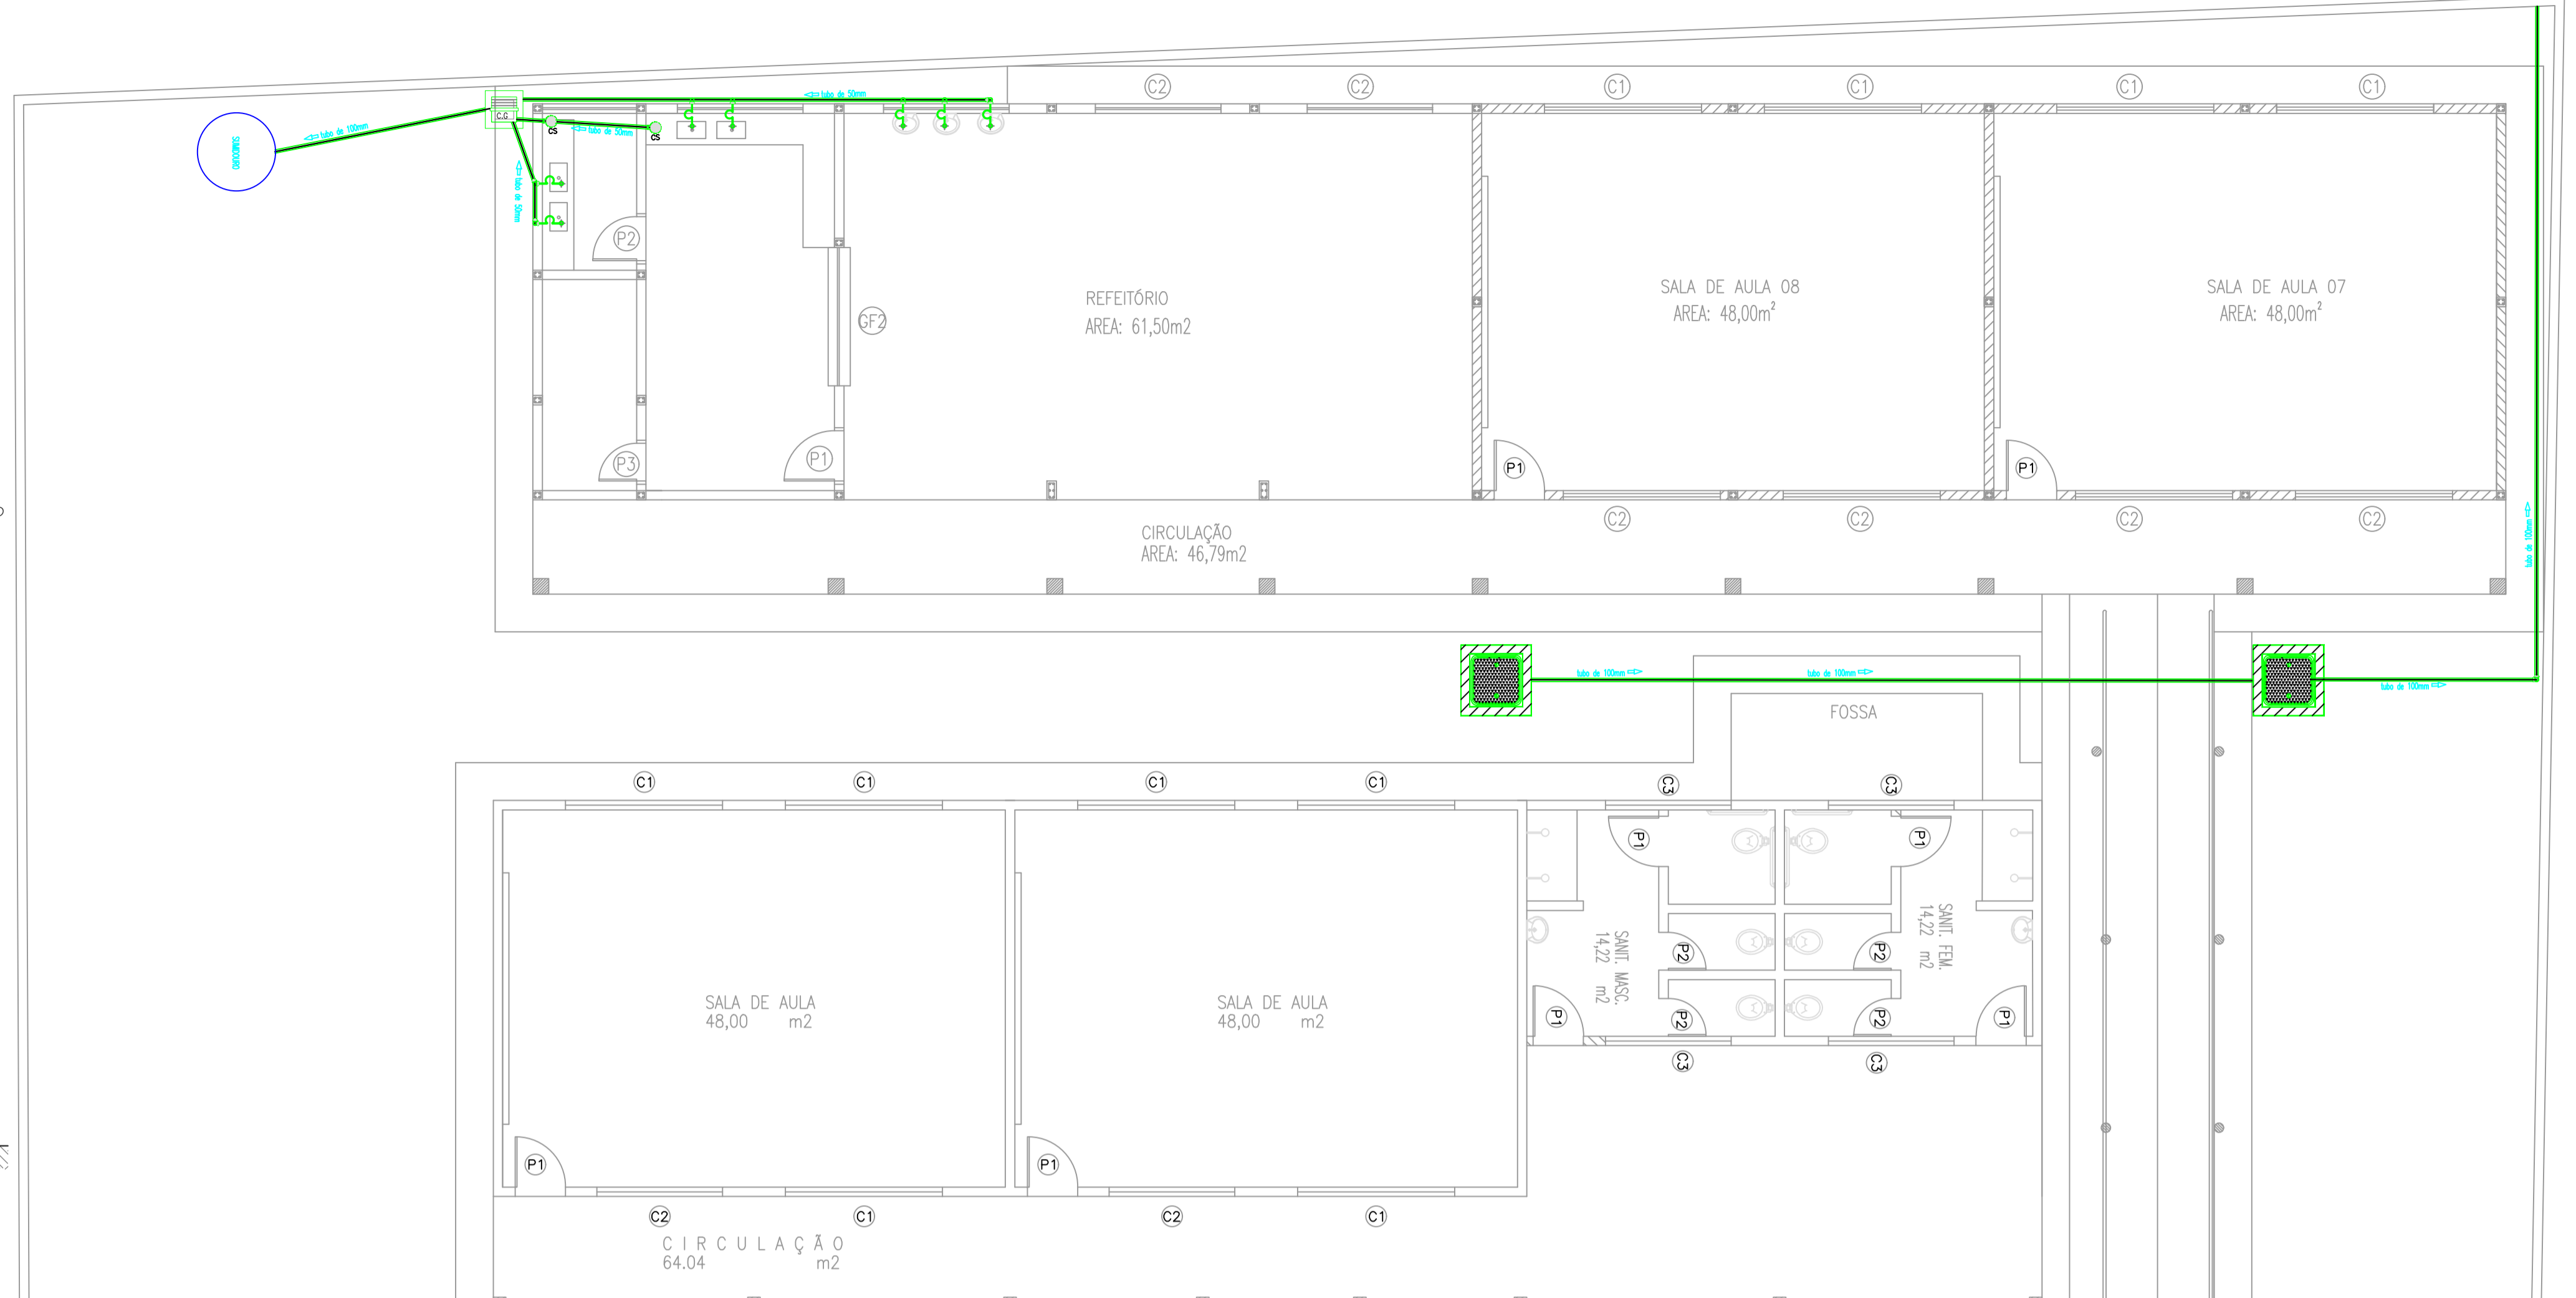 C2
C2
C1
C1
C1
C1
tubo de 50mm
C.G
tubo de 100mm
SUMIDOURO
CS
tubo de 50mm
CS
tubo de 50mm
P2
GF2
REFEITÓRIO
AREA: 61,50m2
SALA DE AULA 08
AREA: 48,00m²
SALA DE AULA 07
AREA: 48,00m²
P3
P1
P1
P1
C2
C2
C2
C2
CIRCULAÇÃO
AREA: 46,79m2
tubo de 100mm
tubo de 100mm
tubo de 100mm
tubo de 100mm
FOSSA
C1
C1
C1
C1
C3
C3
P1
P1
SANIT. MASC.
14,22 m2
SANIT. FEM.
14,22 m2
P2
P2
P2
P2
P1
P1
C3
C3
SALA DE AULA
48,00 m2
SALA DE AULA
48,00 m2
P1
P1
C2
C1
C2
C1
CIRCULAÇÃO
64.04 m2